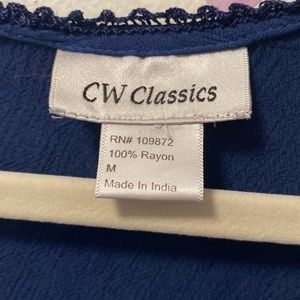 CW Classics
RN# 109872
100% Rayon
M
Made In India